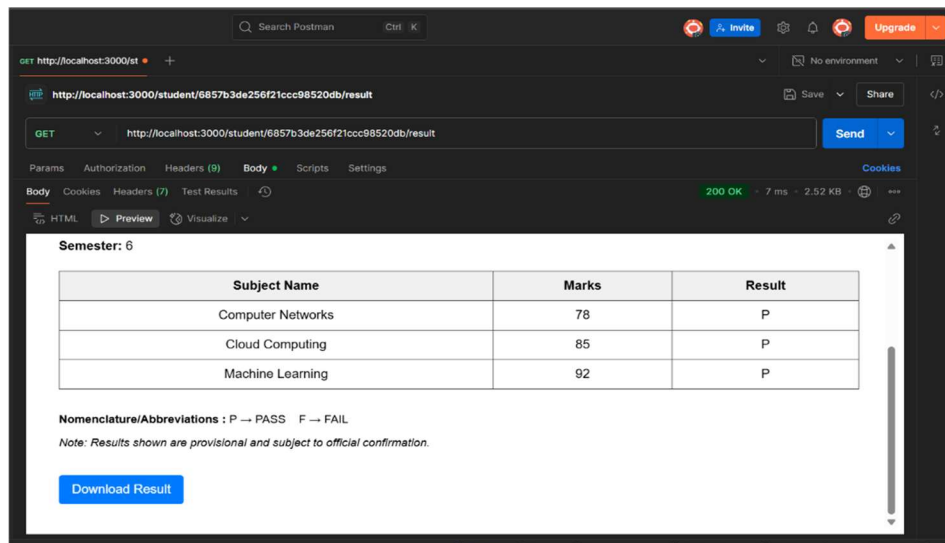 Search Postman Ctrl K Invite Upgrade
GET http://localhost:3000/st + No environment
HTTP http://localhost:3000/student/6857b3de256f21ccc98520db/result Save Share
GET http://localhost:3000/student/6857b3de256f21ccc98520db/result Send
Params Authorization Headers (9) Body Scripts Settings Cookies
Body Cookies Headers (7) Test Results 200 OK 7 ms 2.52 KB
HTML Preview Visualize
Semester: 6
Subject Name Marks Result
Computer Networks 78 P
Cloud Computing 85 P
Machine Learning 92 P
Nomenclature/Abbreviations : P → PASS F → FAIL
Note: Results shown are provisional and subject to official confirmation.
Download Result